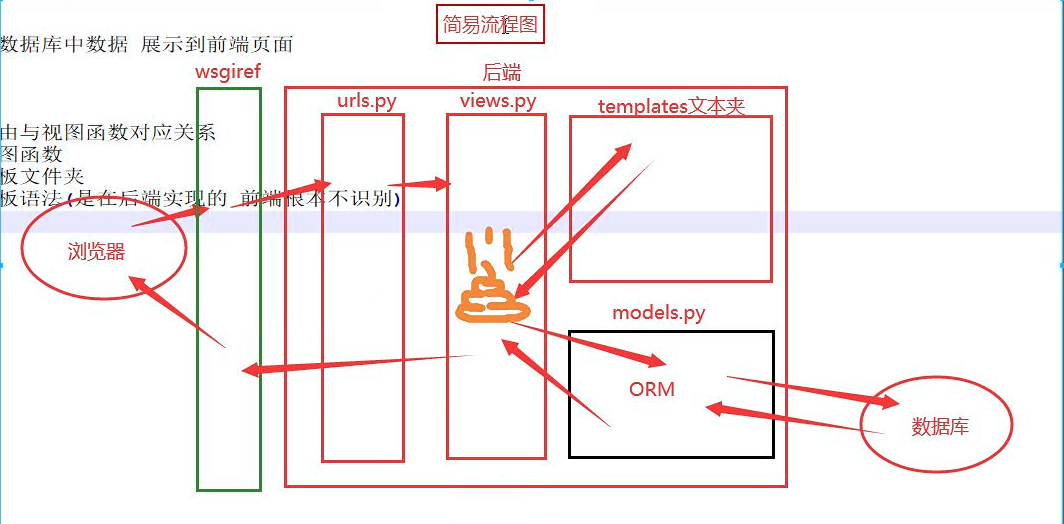 简易流程图
数据库中数据 展示到前端页面
wsgiref
后端
urls.py
views.py
templates文本夹
由与视图函数对应关系
图函数
板文件夹
板语法(是在后端实现的 前端根本不识别)
浏览器
models.py
ORM
数据库